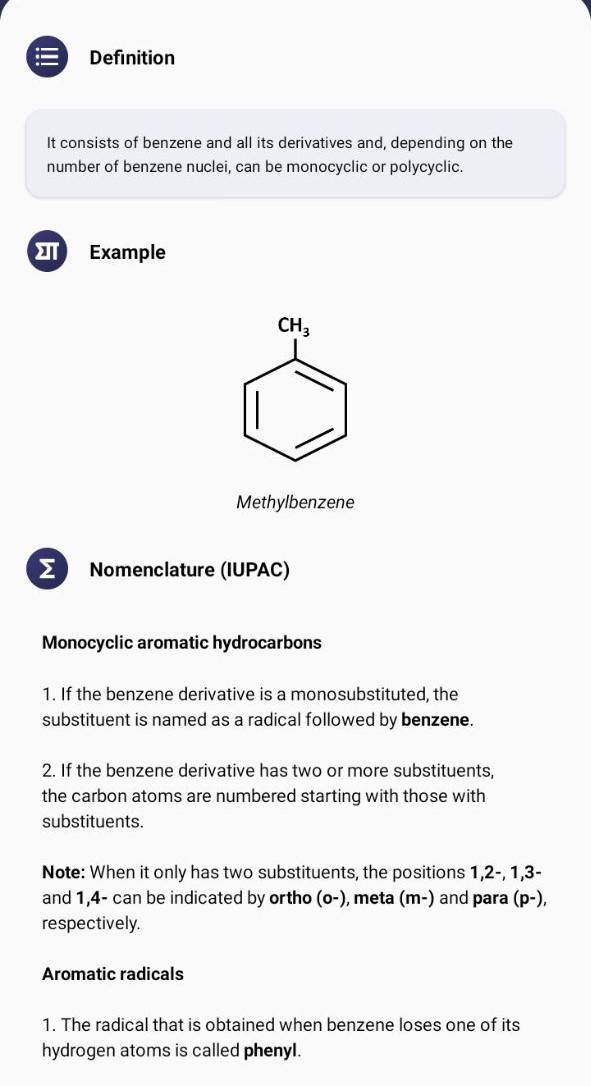 Definition
It consists of benzene and all its derivatives and, depending on the
number of benzene nuclei, can be monocyclic or polycyclic.
Example
CH₃
Methylbenzene
Σ
Nomenclature (IUPAC)
Monocyclic aromatic hydrocarbons
1. If the benzene derivative is a monosubstituted, the
substituent is named as a radical followed by benzene.
2. If the benzene derivative has two or more substituents,
the carbon atoms are numbered starting with those with
substituents.
Note: When it only has two substituents, the positions 1,2-, 1,3-
and 1,4- can be indicated by ortho (o-), meta (m-) and para (p-),
respectively.
Aromatic radicals
1. The radical that is obtained when benzene loses one of its
hydrogen atoms is called phenyl.